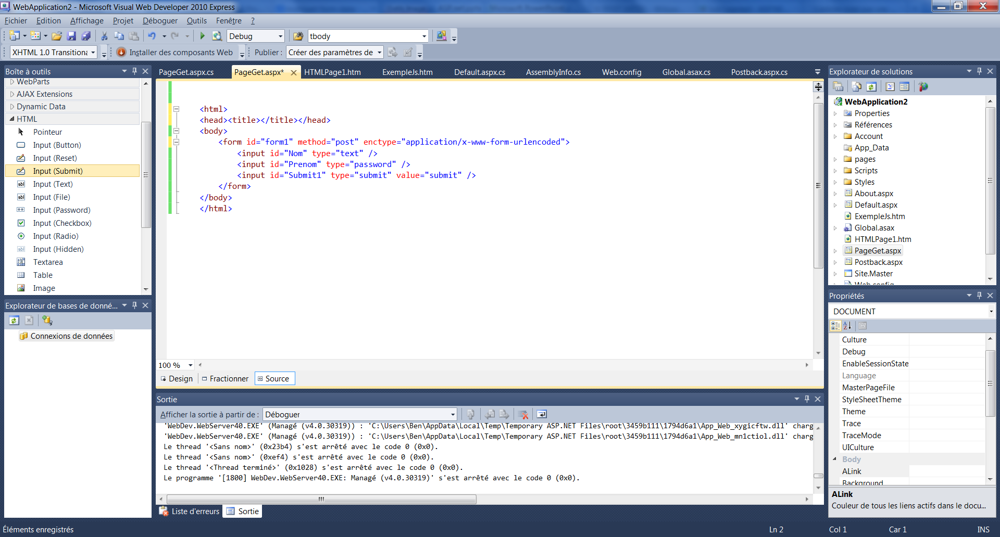 WebApplication2 - Microsoft Visual Web Developer 2010 Express
Fichier Edition Affichage Projet Déboguer Outils Fenêtre ?
Debug tbody
XHTML 1.0 Transitiona Installer des composants Web Publier : Créer des paramètres de
Boîte à outils
WebParts
AJAX Extensions
Dynamic Data
HTML
Pointeur
Input (Button)
Input (Reset)
Input (Submit)
Input (Text)
Input (File)
Input (Password)
Input (Checkbox)
Input (Radio)
Input (Hidden)
Textarea
Table
Image
Explorateur de bases de donné...
Connexions de données
PageGet.aspx.cs PageGet.aspx* HTMLPage1.htm ExempleJs.htm Default.aspx.cs AssemblyInfo.cs Web.config Global.asax.cs Postback.aspx.cs
<html>
<head><title></title></head>
<body>
<form id="form1" method="post" enctype="application/x-www-form-urlencoded">
<input id="Nom" type="text" />
<input id="Prenom" type="password" />
<input id="Submit1" type="submit" value="submit" />
</form>
</body>
</html>
100 %
Design Fractionner Source
Sortie
Afficher la sortie à partir de : Déboguer
'WebDev.WebServer40.EXE' (Managé (v4.0.30319)) : 'C:\Users\Ben\AppData\Local\Temp\Temporary ASP.NET Files\root\3459b111\1794d6a1\App_Web_xygicftw.dll' charg
'WebDev.WebServer40.EXE' (Managé (v4.0.30319)) : 'C:\Users\Ben\AppData\Local\Temp\Temporary ASP.NET Files\root\3459b111\1794d6a1\App_Web_mn1ctiol.dll' charg
Le thread '<Sans nom>' (0x23b4) s'est arrêté avec le code 0 (0x0).
Le thread '<Sans nom>' (0xef4) s'est arrêté avec le code 0 (0x0).
Le thread '<Thread terminé>' (0x1028) s'est arrêté avec le code 0 (0x0).
Le programme '[1800] WebDev.WebServer40.EXE: Managé (v4.0.30319)' s'est arrêté avec le code 0 (0x0).
Liste d'erreurs Sortie
Explorateur de solutions
WebApplication2
Properties
Références
Account
App_Data
pages
Scripts
Styles
About.aspx
Default.aspx
ExempleJs.htm
Global.asax
HTMLPage1.htm
PageGet.aspx
Postback.aspx
Site.Master
Web.config
Propriétés
DOCUMENT
Culture
Debug
EnableSessionState
Language
MasterPageFile
StyleSheetTheme
Theme
Trace
TraceMode
UICulture
Body
ALink
Background
ALink
Couleur de tous les liens actifs dans le docu...
Éléments enregistrés Ln 2 Col 1 Car 1 INS